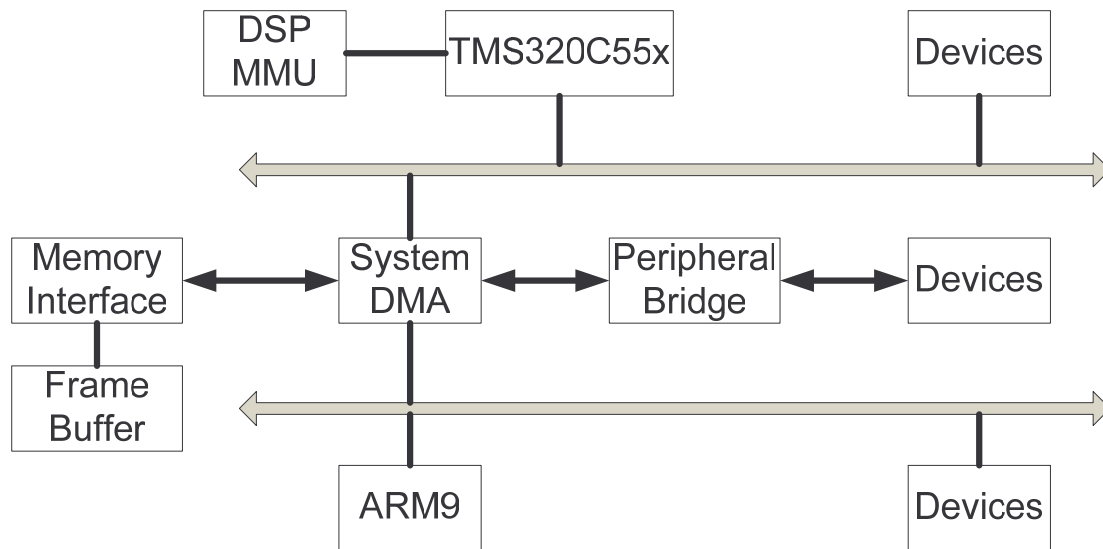 DSP
MMU
TMS320C55x
Devices
Memory
Interface
System
DMA
Peripheral
Bridge
Devices
Frame
Buffer
ARM9
Devices